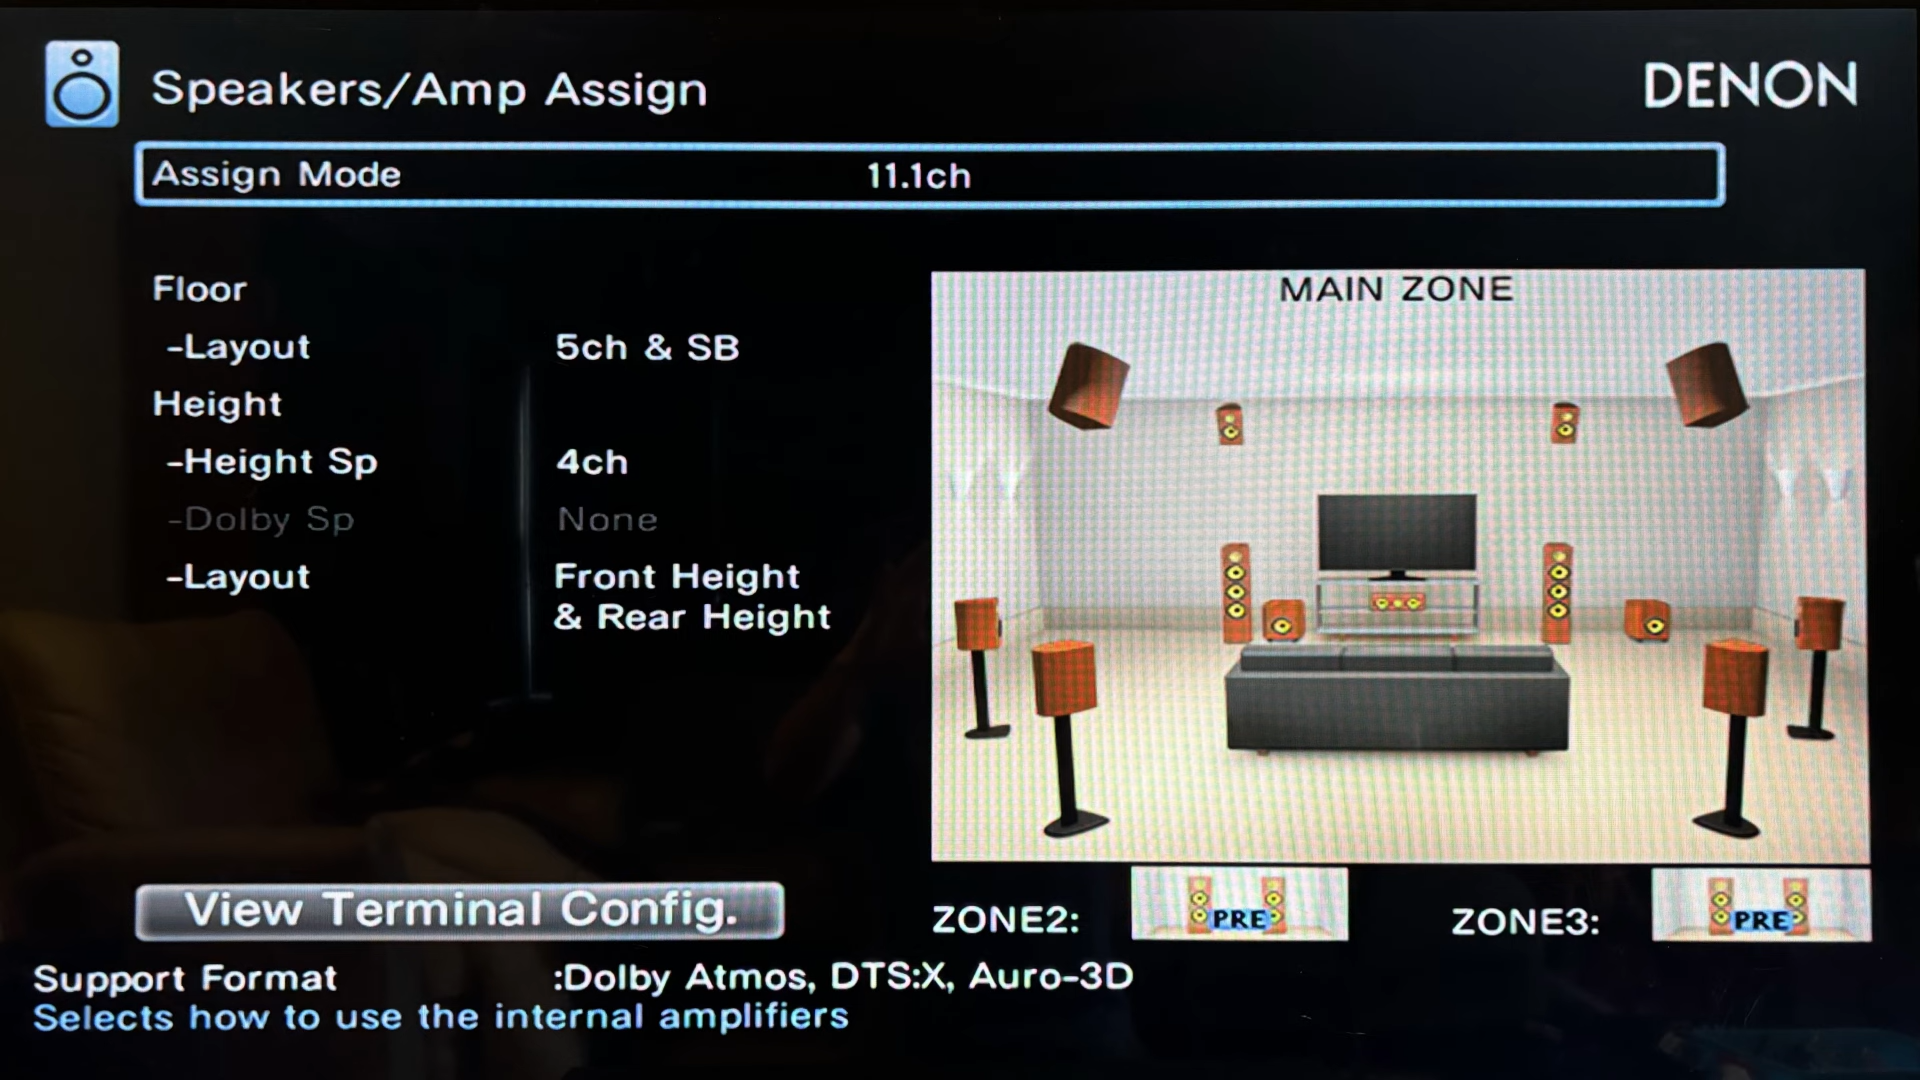 Speakers/Amp Assign
DENON
Assign Mode 11.1ch
Floor
-Layout 5ch & SB
Height
-Height Sp 4ch
-Dolby Sp None
-Layout Front Height
& Rear Height
MAIN ZONE
View Terminal Config.
ZONE2: PRE ZONE3: PRE
Support Format :Dolby Atmos, DTS:X, Auro-3D
Selects how to use the internal amplifiers